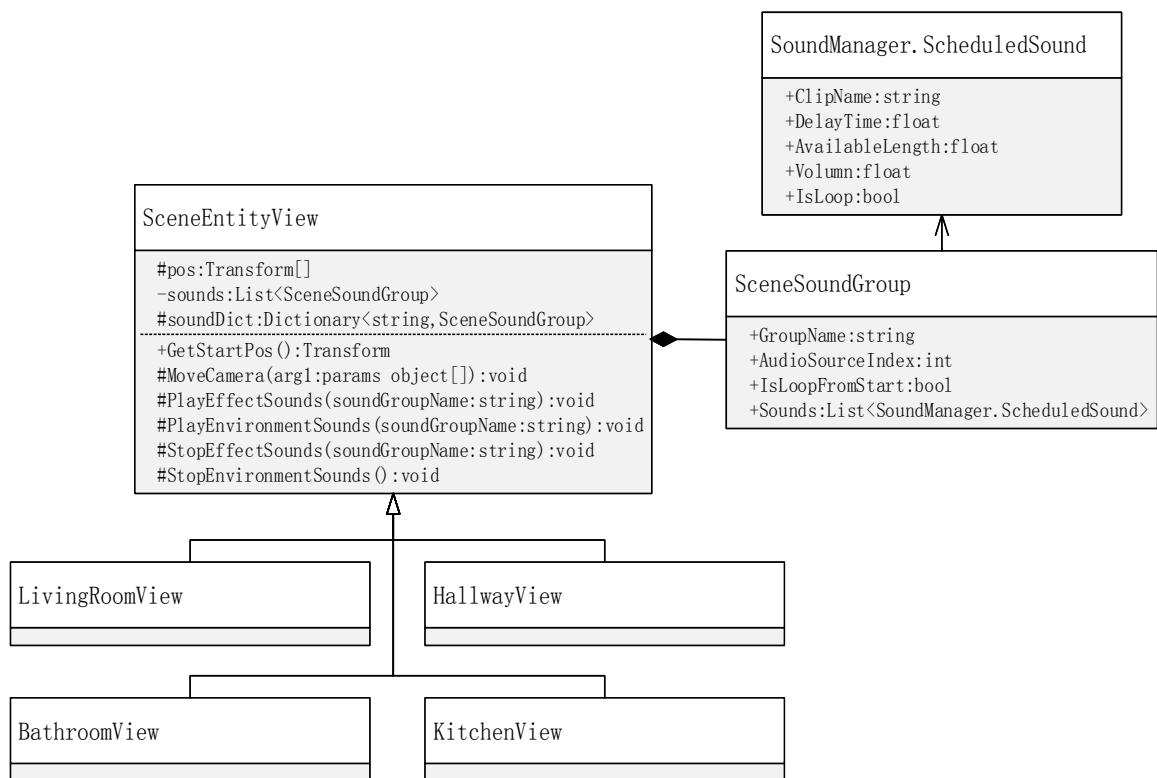 SoundManager.ScheduledSound
+ClipName:string
+DelayTime:float
+AvailableLength:float
+Volumn:float
+IsLoop:bool
SceneEntityView
#pos:Transform[]
-sounds:List<SceneSoundGroup>
#soundDict:Dictionary<string,SceneSoundGroup>
+GetStartPos():Transform
#MoveCamera(arg1:params object[]):void
#PlayEffectSounds(soundGroupName:string):void
#PlayEnvironmentSounds(soundGroupName:string):void
#StopEffectSounds(soundGroupName:string):void
#StopEnvironmentSounds():void
SceneSoundGroup
+GroupName:string
+AudioSourceIndex:int
+IsLoopFromStart:bool
+Sounds:List<SoundManager.ScheduledSound>
LivingRoomView
HallwayView
BathroomView
KitchenView